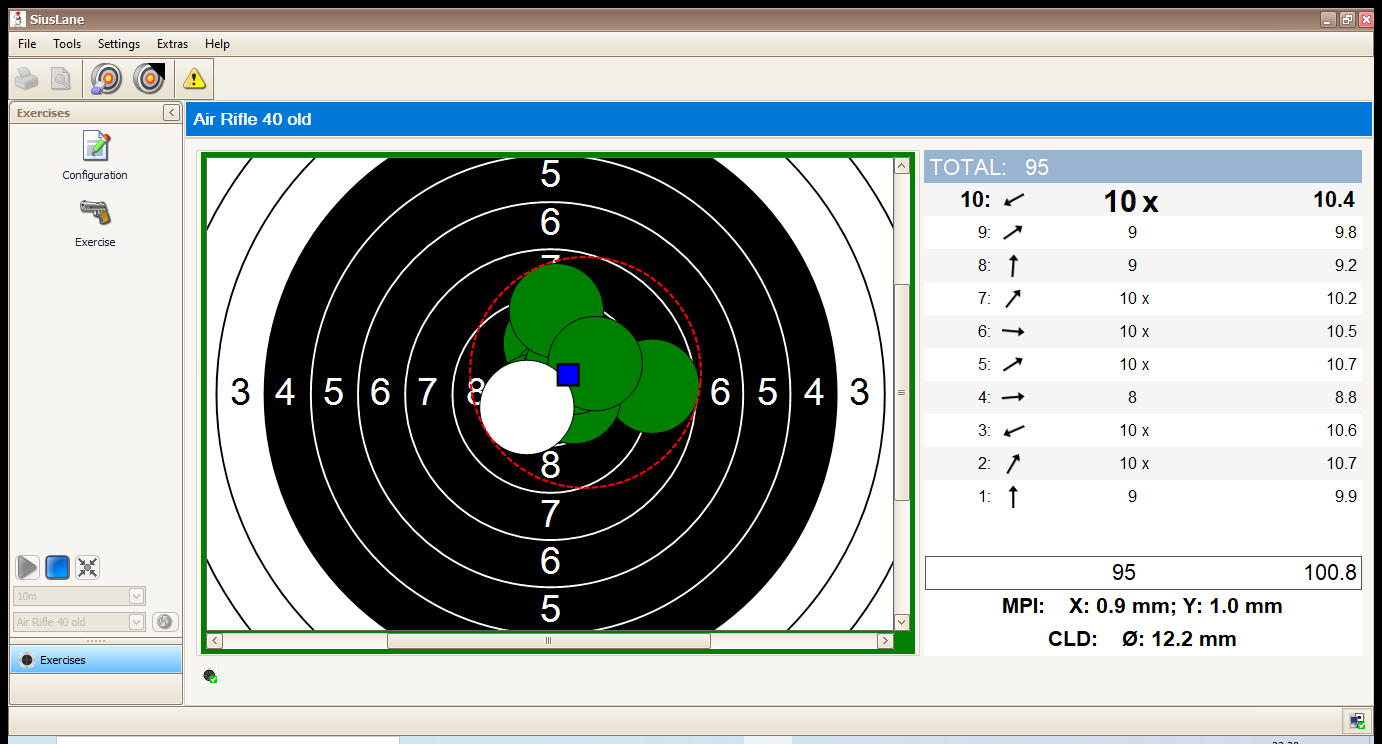 SiusLane
File Tools Settings Extras Help
Exercises
Configuration
Exercise
10m
Air Rifle 40 old
Exercises
Air Rifle 40 old
5
6
7
3 4 5 6 7 8 6 5 4 3
8
7
6
5
TOTAL: 95
10: 10 x 10.4
9: 9 9.8
8: 9 9.2
7: 10 x 10.2
6: 10 x 10.5
5: 10 x 10.7
4: 8 8.8
3: 10 x 10.6
2: 10 x 10.7
1: 9 9.9
95 100.8
MPI: X: 0.9 mm; Y: 1.0 mm
CLD: Ø: 12.2 mm